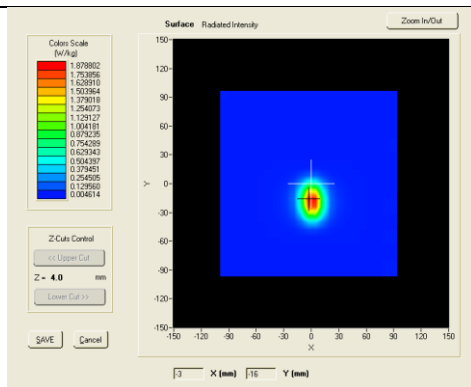 Surface Radiated Intensity
Zoom In/Out
Colors Scale
(W/kg)
1.878802
1.753856
1.628910
1.503964
1.379018
1.254073
1.129127
1.004181
0.879235
0.754289
0.629343
0.504397
0.379451
0.254505
0.129560
0.004614
Z-Cuts Control
<< Upper Cut
Z = 4.0 mm
Lower Cut >>
SAVE Cancel
150-
120-
90-
60-
30-
Y 0-
-30-
-60-
-90-
-120-
-150-
-150 -120 -90 -60 -30 0 30 60 90 120 150
X
-3 X (mm) -16 Y (mm)